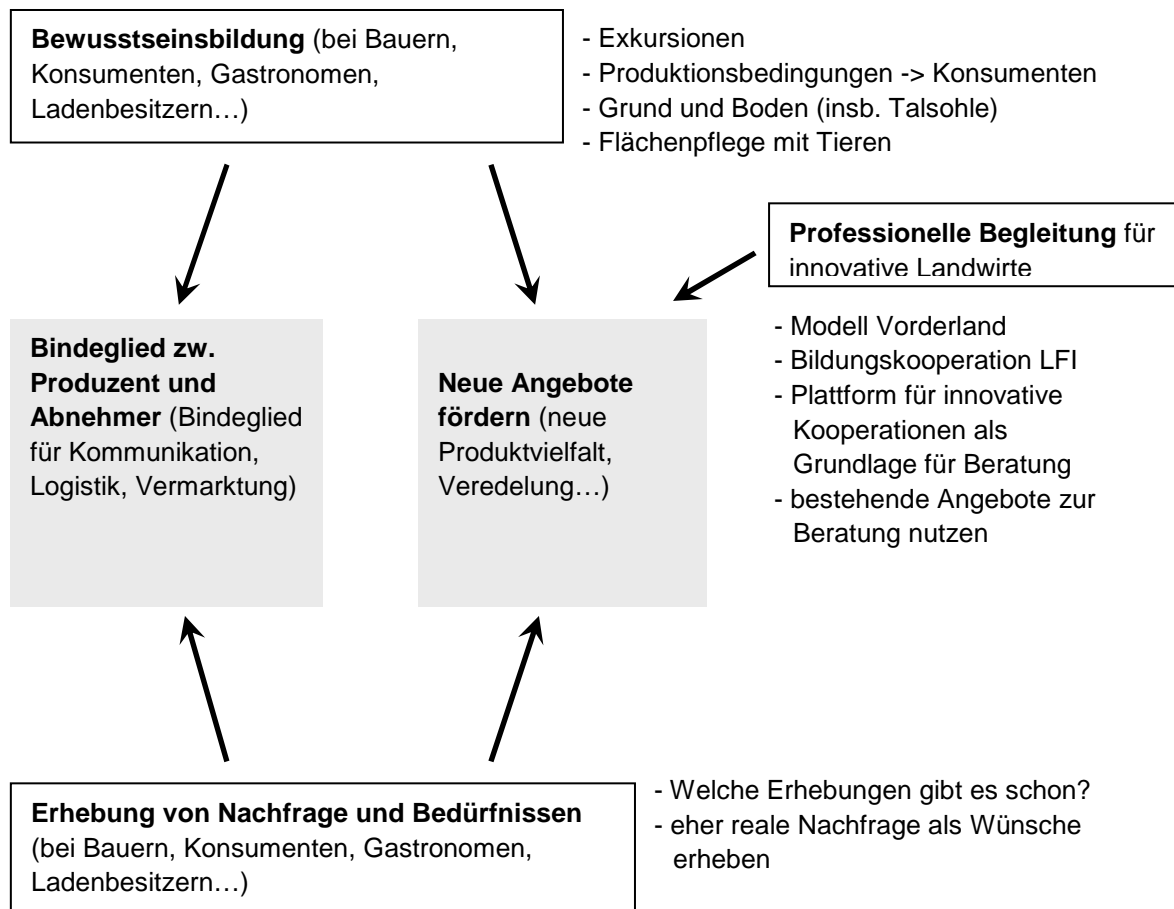 Bewusstseinsbildung (bei Bauern,
Konsumenten, Gastronomen,
Ladenbesitzern…)
- Exkursionen
- Produktionsbedingungen -> Konsumenten
- Grund und Boden (insb. Talsohle)
- Flächenpflege mit Tieren
Professionelle Begleitung für
innovative Landwirte
Bindeglied zw.
Produzent und
Abnehmer (Bindeglied
für Kommunikation,
Logistik, Vermarktung)
Neue Angebote
fördern (neue
Produktvielfalt,
Veredelung…)
- Modell Vorderland
- Bildungskooperation LFI
- Plattform für innovative
Kooperationen als
Grundlage für Beratung
- bestehende Angebote zur
Beratung nutzen
Erhebung von Nachfrage und Bedürfnissen
(bei Bauern, Konsumenten, Gastronomen,
Ladenbesitzern…)
- Welche Erhebungen gibt es schon?
- eher reale Nachfrage als Wünsche
erheben